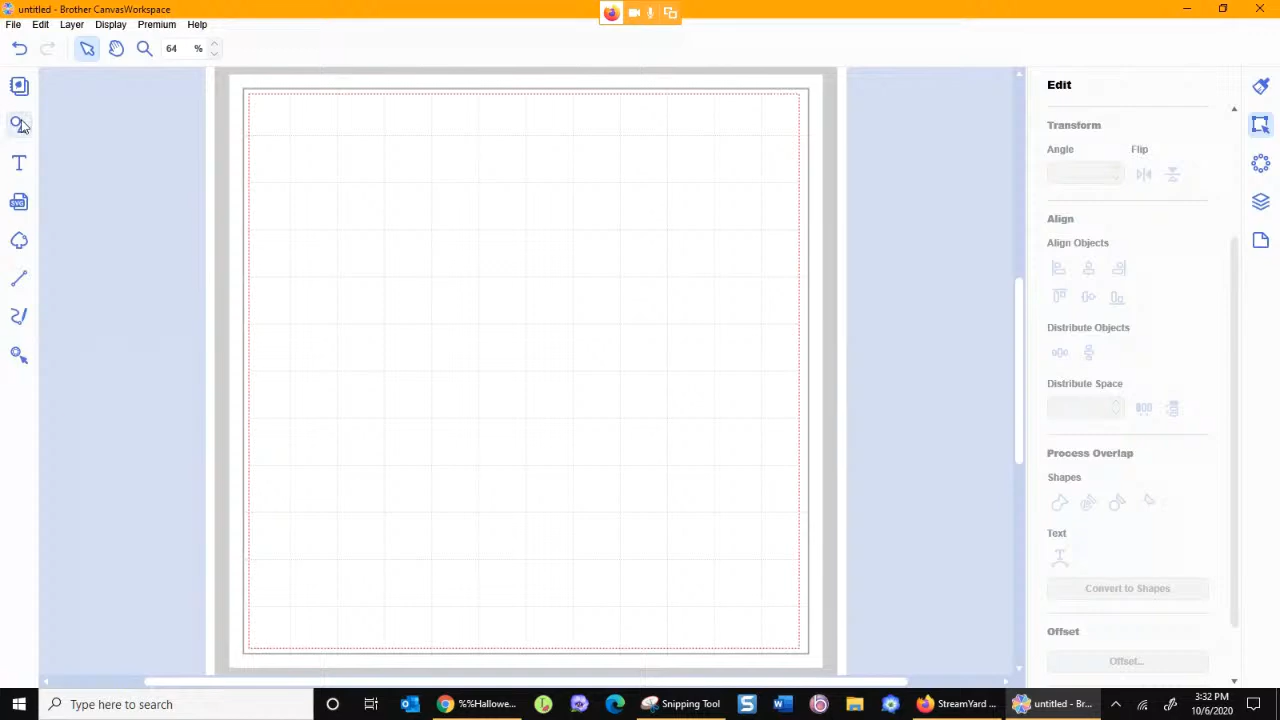 untitled - Brother CanvasWorkspace
File Edit Layer Display Premium Help
64 %
SVG
Edit
Transform
Angle Flip
Align
Align Objects
Distribute Objects
Distribute Space
Process Overlap
Shapes
Text
Convert to Shapes
Offset
Offset...
Type here to search
%%Hallowe...
Snipping Tool
StreamYard ...
untitled - Br...
3:32 PM
10/6/2020